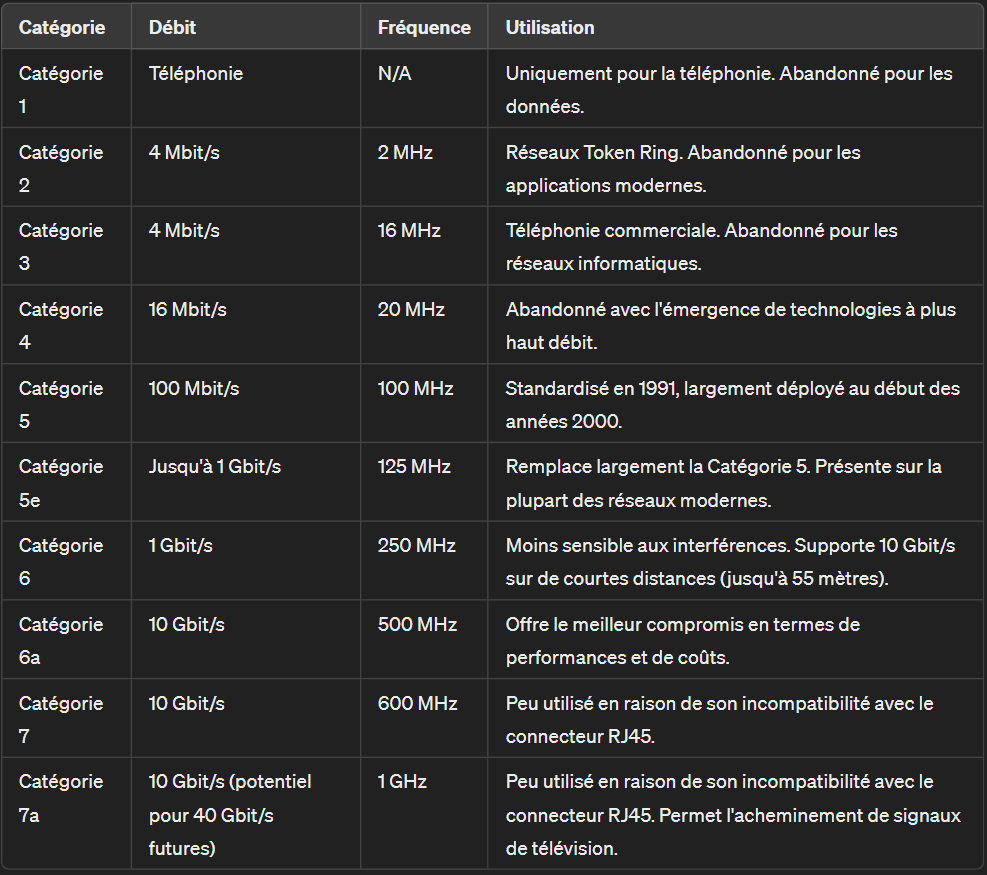 Catégorie Débit Fréquence Utilisation
Catégorie Téléphonie N/A Uniquement pour la téléphonie. Abandonné pour les
1 données.
Catégorie 4 Mbit/s 2 MHz Réseaux Token Ring. Abandonné pour les
2 applications modernes.
Catégorie 4 Mbit/s 16 MHz Téléphonie commerciale. Abandonné pour les
3 réseaux informatiques.
Catégorie 16 Mbit/s 20 MHz Abandonné avec l'émergence de technologies à plus
4 haut débit.
Catégorie 100 Mbit/s 100 MHz Standardisé en 1991, largement déployé au début des
5 années 2000.
Catégorie Jusqu'à 1 Gbit/s 125 MHz Remplace largement la Catégorie 5. Présente sur la
5e plupart des réseaux modernes.
Catégorie 1 Gbit/s 250 MHz Moins sensible aux interférences. Supporte 10 Gbit/s
6 sur de courtes distances (jusqu'à 55 mètres).
Catégorie 10 Gbit/s 500 MHz Offre le meilleur compromis en termes de
6a performances et de coûts.
Catégorie 10 Gbit/s 600 MHz Peu utilisé en raison de son incompatibilité avec le
7 connecteur RJ45.
Catégorie 10 Gbit/s (potentiel 1 GHz Peu utilisé en raison de son incompatibilité avec le
7a pour 40 Gbit/s connecteur RJ45. Permet l'acheminement de signaux
futures) de télévision.